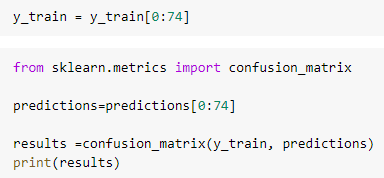 y_train = y_train[0:74]
from sklearn.metrics import confusion_matrix
predictions=predictions[0:74]
results =confusion_matrix(y_train, predictions)
print(results)